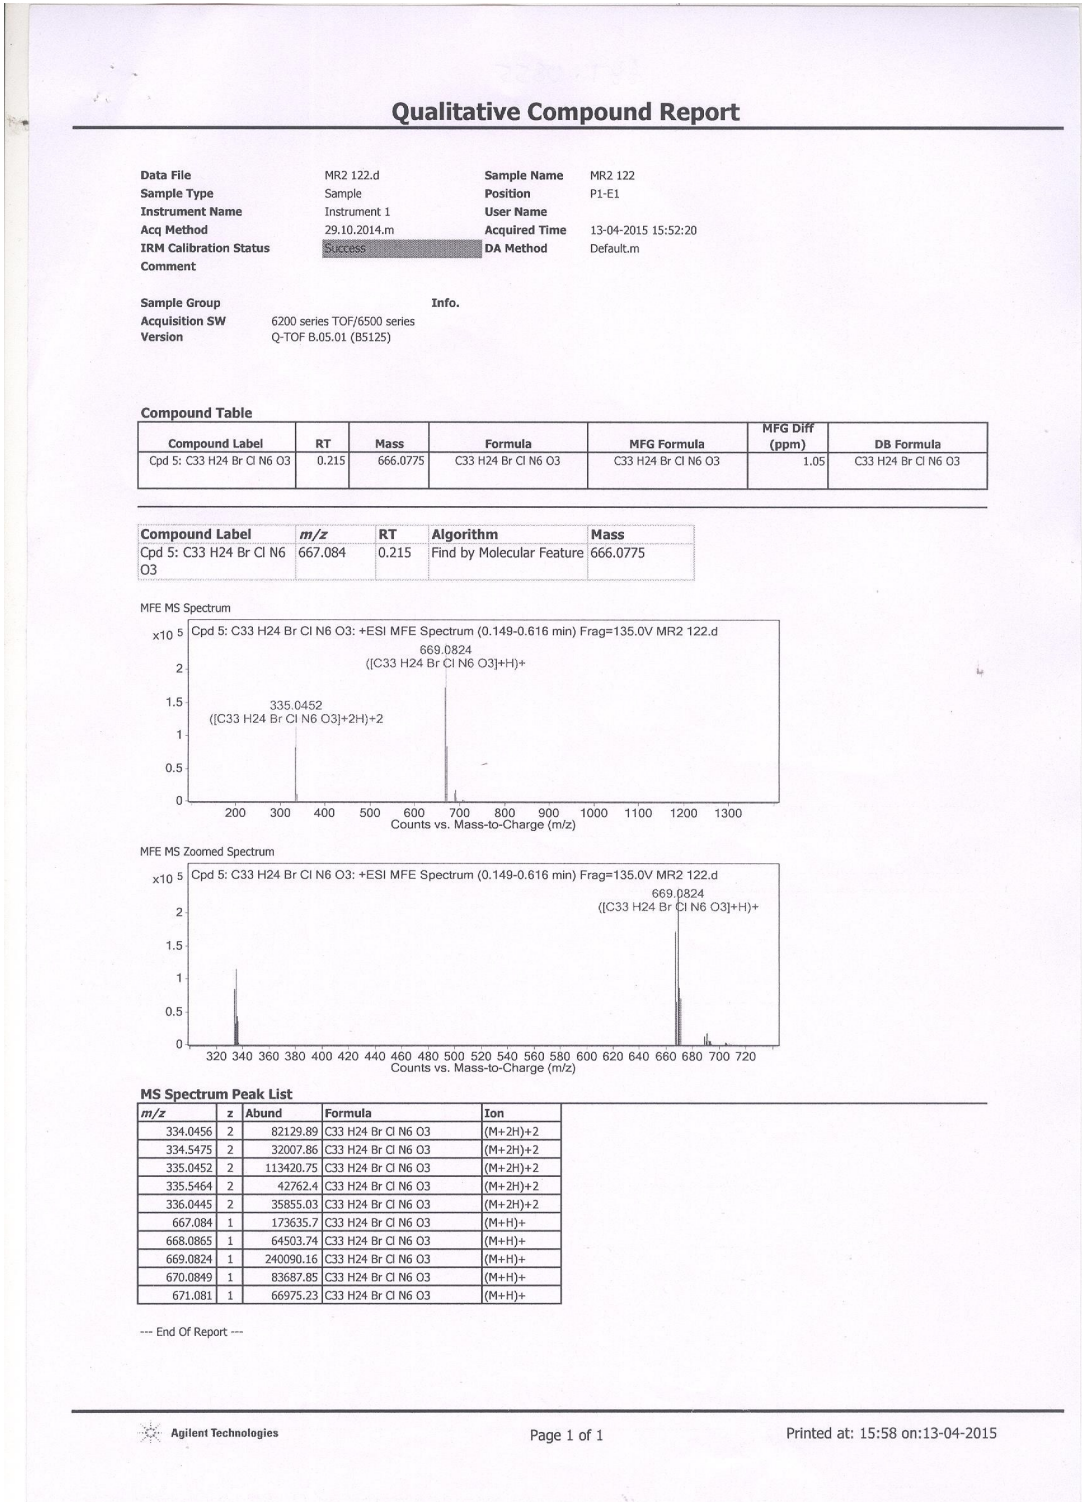 Qualitative Compound Report
Data File MR2 122.d Sample Name MR2 122
Sample Type Sample Position P1-E1
Instrument Name Instrument 1 User Name
Acq Method 29.10.2014.m Acquired Time 13-04-2015 15:52:20
IRM Calibration Status Success DA Method Default.m
Comment
Sample Group Info.
Acquisition SW 6200 series TOF/6500 series
Version Q-TOF B.05.01 (B5125)
Compound Table
Compound Label RT Mass Formula MFG Formula MFG Diff (ppm) DB Formula
Cpd 5: C33 H24 Br Cl N6 O3 0.215 666.0775 C33 H24 Br Cl N6 O3 C33 H24 Br Cl N6 O3 1.05 C33 H24 Br Cl N6 O3
Compound Label m/z RT Algorithm Mass
Cpd 5: C33 H24 Br Cl N6 667.084 0.215 Find by Molecular Feature 666.0775
O3
MFE MS Spectrum
x10 5 Cpd 5: C33 H24 Br Cl N6 O3: +ESI MFE Spectrum (0.149-0.616 min) Frag=135.0V MR2 122.d
669.0824
([C33 H24 Br Cl N6 O3]+H)+
2
1.5
335.0452
([C33 H24 Br Cl N6 O3]+2H)+2
1
0.5
0
200 300 400 500 600 700 800 900 1000 1100 1200 1300
Counts vs. Mass-to-Charge (m/z)
MFE MS Zoomed Spectrum
x10 5 Cpd 5: C33 H24 Br Cl N6 O3: +ESI MFE Spectrum (0.149-0.616 min) Frag=135.0V MR2 122.d
669.0824
([C33 H24 Br Cl N6 O3]+H)+
2
1.5
1
0.5
0
320 340 360 380 400 420 440 460 480 500 520 540 560 580 600 620 640 660 680 700 720
Counts vs. Mass-to-Charge (m/z)
MS Spectrum Peak List
m/z z Abund Formula Ion
334.0456 2 82129.89 C33 H24 Br Cl N6 O3 (M+2H)+2
334.5475 2 32007.86 C33 H24 Br Cl N6 O3 (M+2H)+2
335.0452 2 113420.75 C33 H24 Br Cl N6 O3 (M+2H)+2
335.5464 2 42762.4 C33 H24 Br Cl N6 O3 (M+2H)+2
336.0445 2 35855.03 C33 H24 Br Cl N6 O3 (M+2H)+2
667.084 1 173635.7 C33 H24 Br Cl N6 O3 (M+H)+
668.0865 1 64503.74 C33 H24 Br Cl N6 O3 (M+H)+
669.0824 1 240090.16 C33 H24 Br Cl N6 O3 (M+H)+
670.0849 1 83687.85 C33 H24 Br Cl N6 O3 (M+H)+
671.081 1 66975.23 C33 H24 Br Cl N6 O3 (M+H)+
--- End Of Report ---
Agilent Technologies Page 1 of 1 Printed at: 15:58 on:13-04-2015